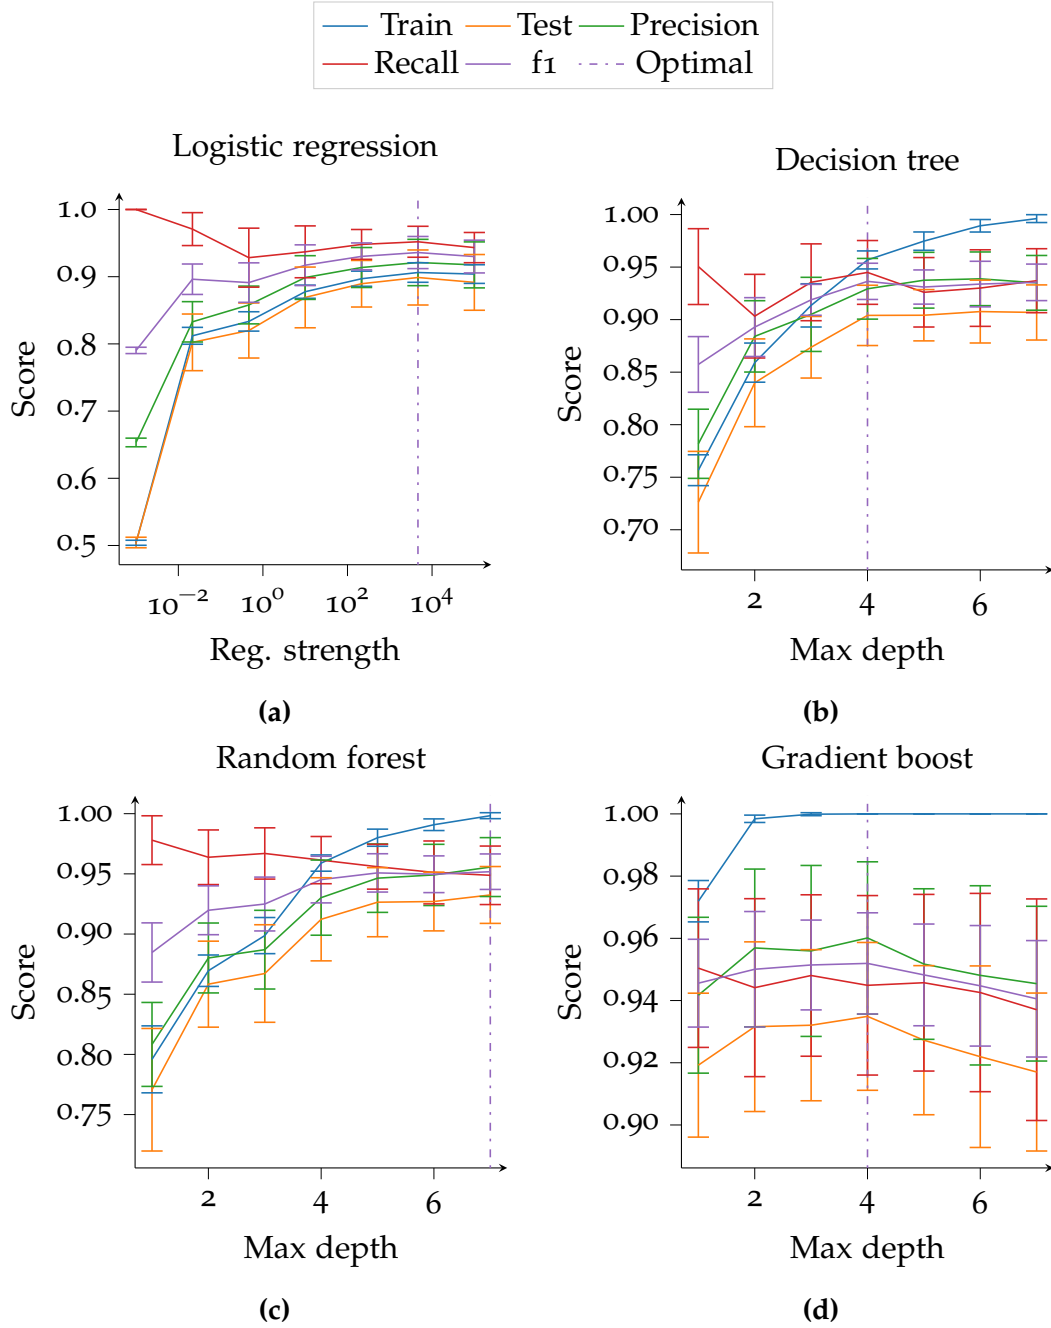 Train Test Precision
Recall f1 Optimal
Logistic regression
1.0
0.9
0.8
0.7
0.6
0.5
Score
10⁻² 10⁰ 10² 10⁴
Reg. strength
(a)
Decision tree
1.00
0.95
0.90
0.85
0.80
0.75
0.70
Score
2 4 6
Max depth
(b)
Random forest
1.00
0.95
0.90
0.85
0.80
0.75
Score
2 4 6
Max depth
(c)
Gradient boost
1.00
0.98
0.96
0.94
0.92
0.90
Score
2 4 6
Max depth
(d)